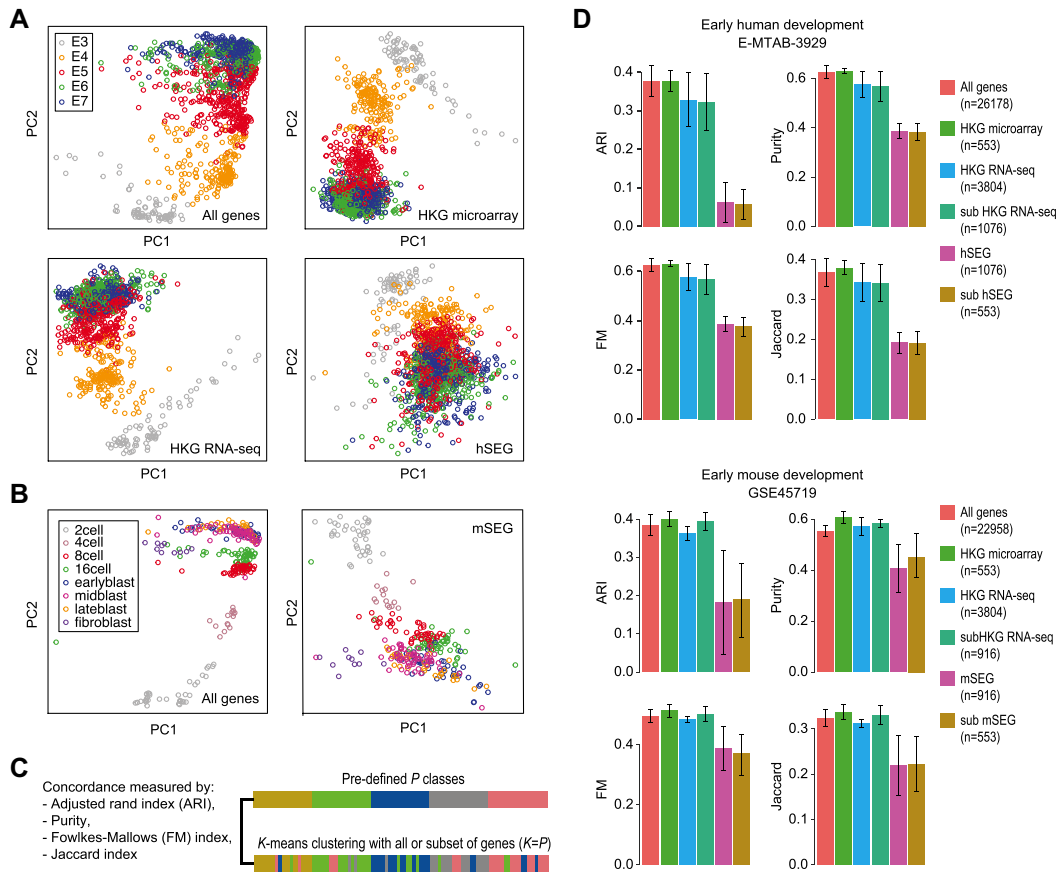 A
E3
E4
E5
E6
E7
PC2
All genes
PC1
PC2
HKG microarray
PC1
PC2
HKG RNA-seq
PC1
PC2
hSEG
PC1
B
2cell
4cell
8cell
16cell
earlyblast
midblast
lateblast
fibroblast
PC2
All genes
PC1
mSEG
PC2
PC1
C
Concordance measured by:
- Adjusted rand index (ARI),
- Purity,
- Fowlkes-Mallows (FM) index,
- Jaccard index
Pre-defined P classes
K-means clustering with all or subset of genes (K=P)
D
Early human development
E-MTAB-3929
ARI
0.4
0.3
0.2
0.1
0.0
Purity
0.6
0.4
0.2
0.0
FM
0.6
0.4
0.2
0.0
Jaccard
0.4
0.3
0.2
0.1
0.0
All genes
(n=26178)
HKG microarray
(n=553)
HKG RNA-seq
(n=3804)
sub HKG RNA-seq
(n=1076)
hSEG
(n=1076)
sub hSEG
(n=553)
Early mouse development
GSE45719
ARI
0.4
0.3
0.2
0.1
0.0
Purity
0.6
0.4
0.2
0.0
FM
0.4
0.2
0.0
Jaccard
0.3
0.2
0.1
0.0
All genes
(n=22958)
HKG microarray
(n=553)
HKG RNA-seq
(n=3804)
subHKG RNA-seq
(n=916)
mSEG
(n=916)
sub mSEG
(n=553)